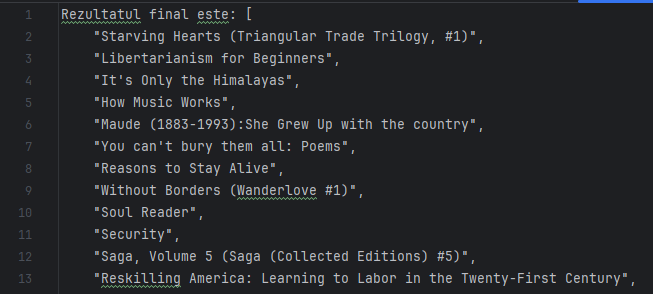 1 Rezultatul final este: [
2 "Starving Hearts (Triangular Trade Trilogy, #1)",
3 "Libertarianism for Beginners",
4 "It's Only the Himalayas",
5 "How Music Works",
6 "Maude (1883-1993):She Grew Up with the country",
7 "You can't bury them all: Poems",
8 "Reasons to Stay Alive",
9 "Without Borders (Wanderlove #1)",
10 "Soul Reader",
11 "Security",
12 "Saga, Volume 5 (Saga (Collected Editions) #5)",
13 "Reskilling America: Learning to Labor in the Twenty-First Century",